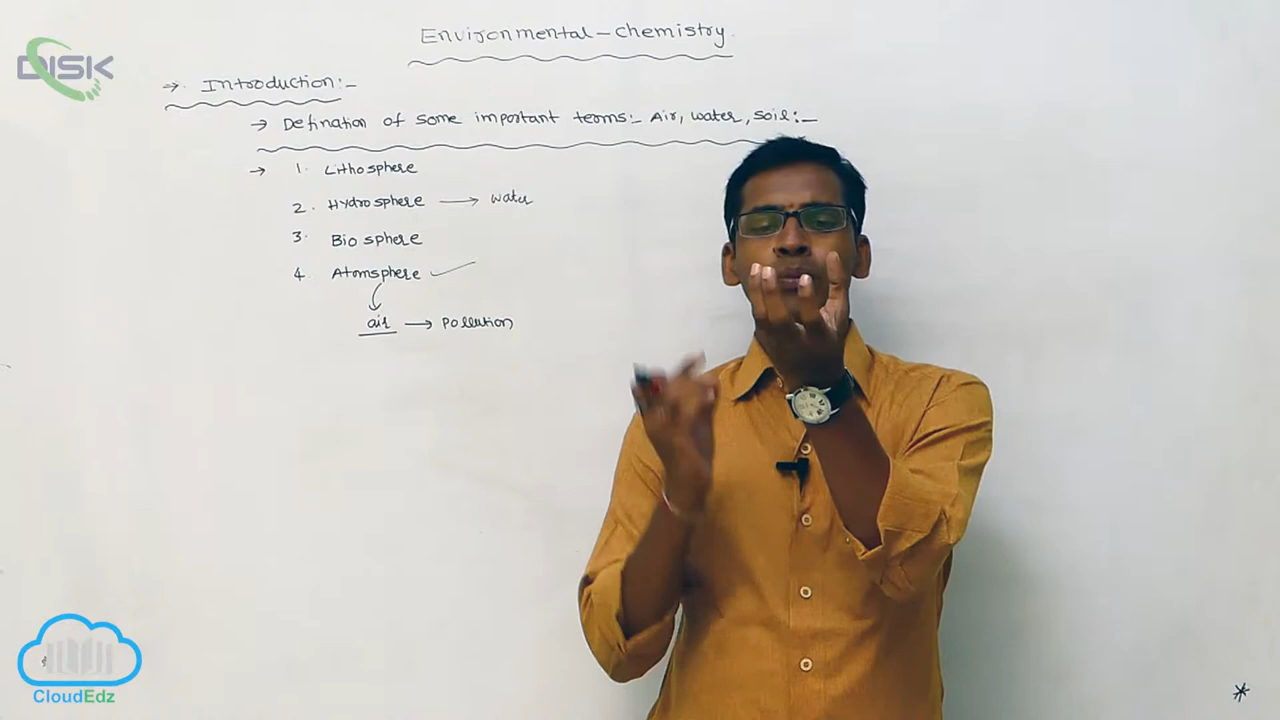 Environmental-chemistry.
DISK
→ Introduction:-
→ Defination of some important terms:- Air, water, soil:-
→ 1. Lithosphere
2. Hydrosphere → water
3. Bio sphere
4. Atomsphere
air → pollution
CloudEdz